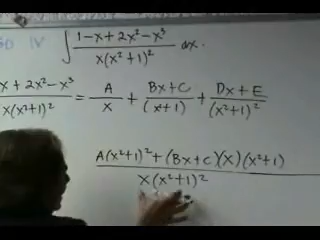 IV ∫ 1-x+2x²-x³ / x(x²+1)² dx.
x+2x²-x³ / x(x²+1)² = A/x + Bx+C/(x+1) + Dx+E/(x²+1)²
A(x²+1)²+(Bx+C)(x)(x²+1) / x(x²+1)²